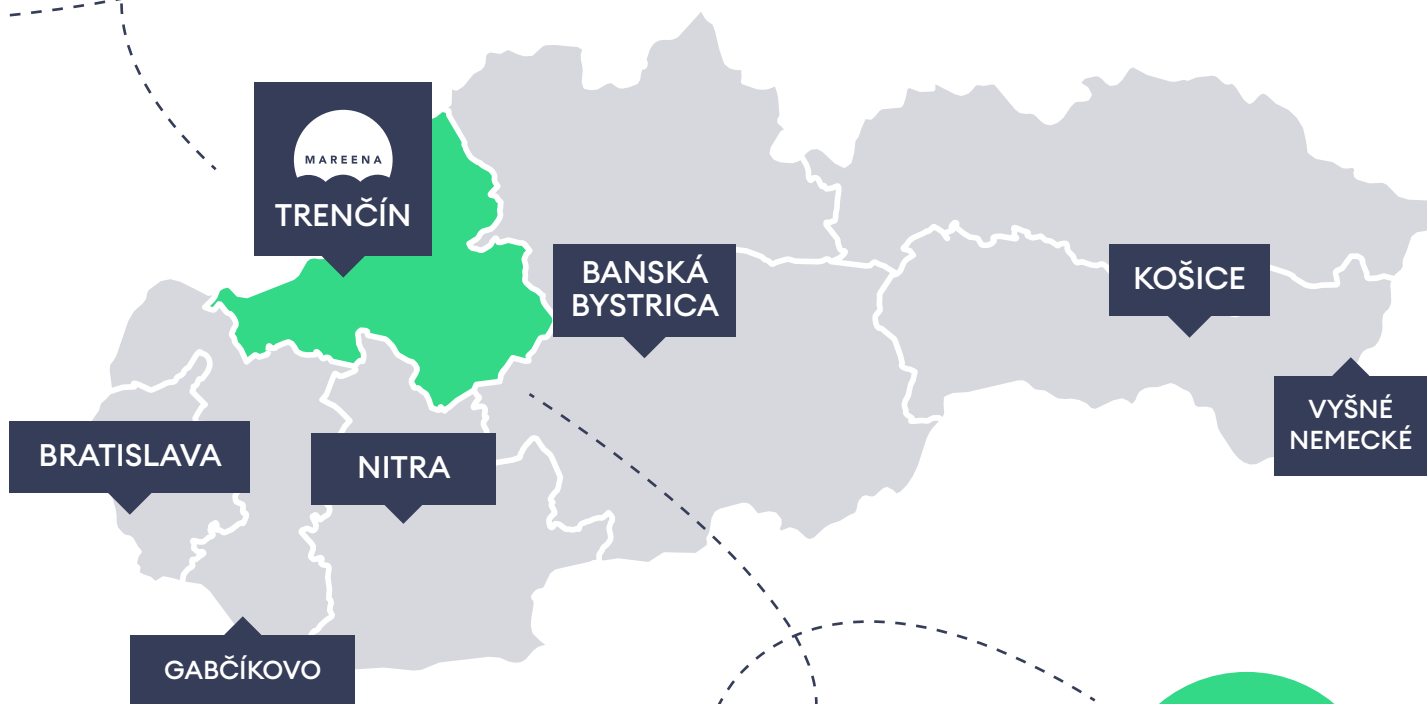 MAREENA
TRENČÍN
BANSKÁ
BYSTRICA
KOŠICE
VYŠNÉ
NEMECKÉ
BRATISLAVA
NITRA
GABČÍKOVO